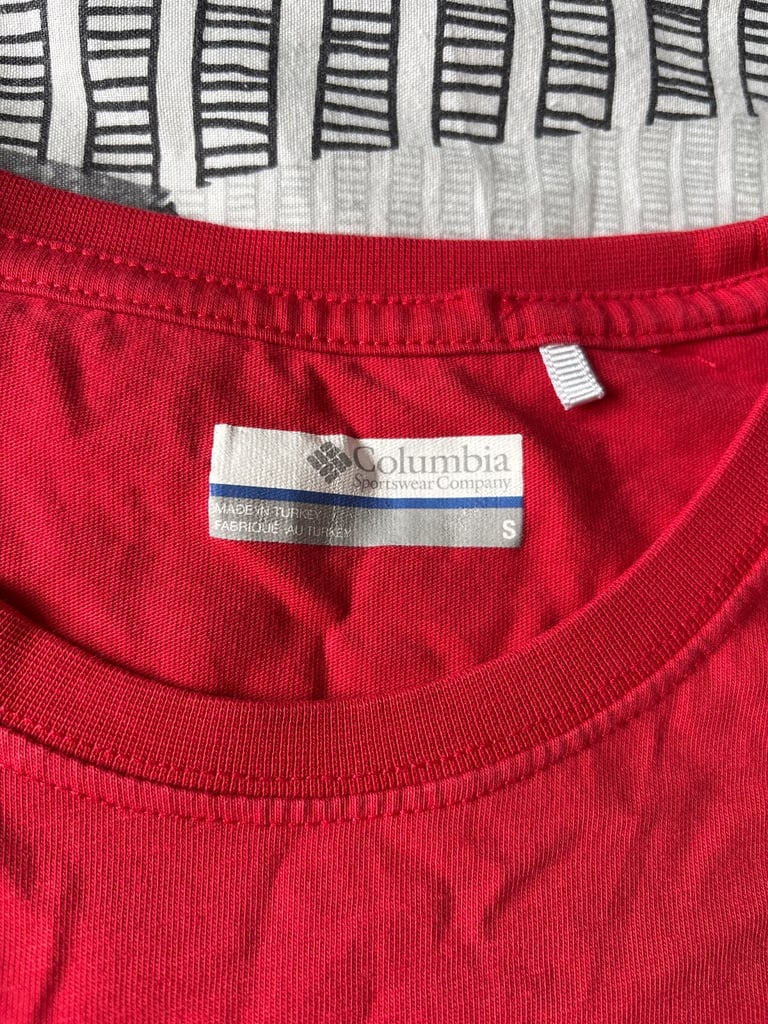 Columbia
Sportswear Company
MADE IN TURKEY
FABRIQUÉ AU TURKEY
S